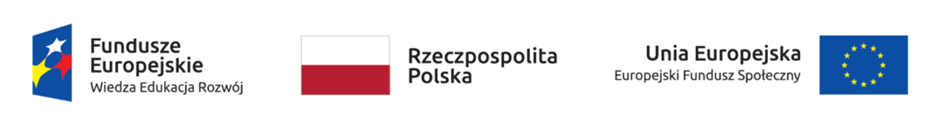 Fundusze
Europejskie
Wiedza Edukacja Rozwój
Rzeczpospolita
Polska
Unia Europejska
Europejski Fundusz Społeczny